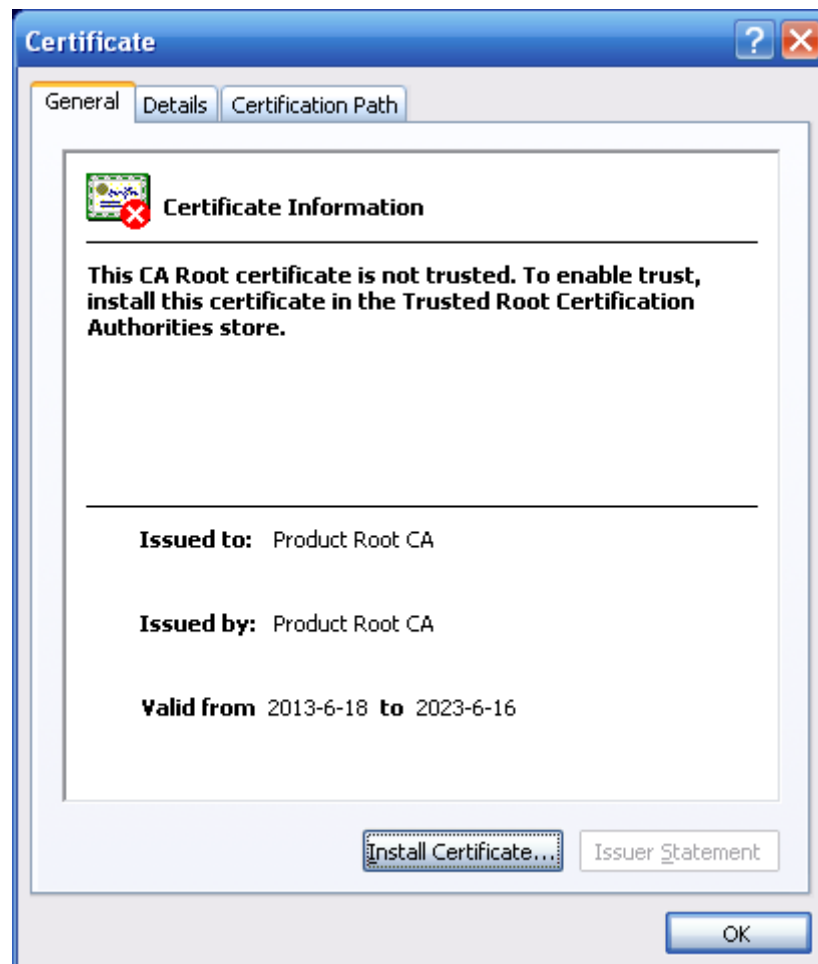 Certificate
General Details Certification Path
Certificate Information
This CA Root certificate is not trusted. To enable trust,
install this certificate in the Trusted Root Certification
Authorities store.
Issued to: Product Root CA
Issued by: Product Root CA
Valid from 2013-6-18 to 2023-6-16
Install Certificate... Issuer Statement
OK